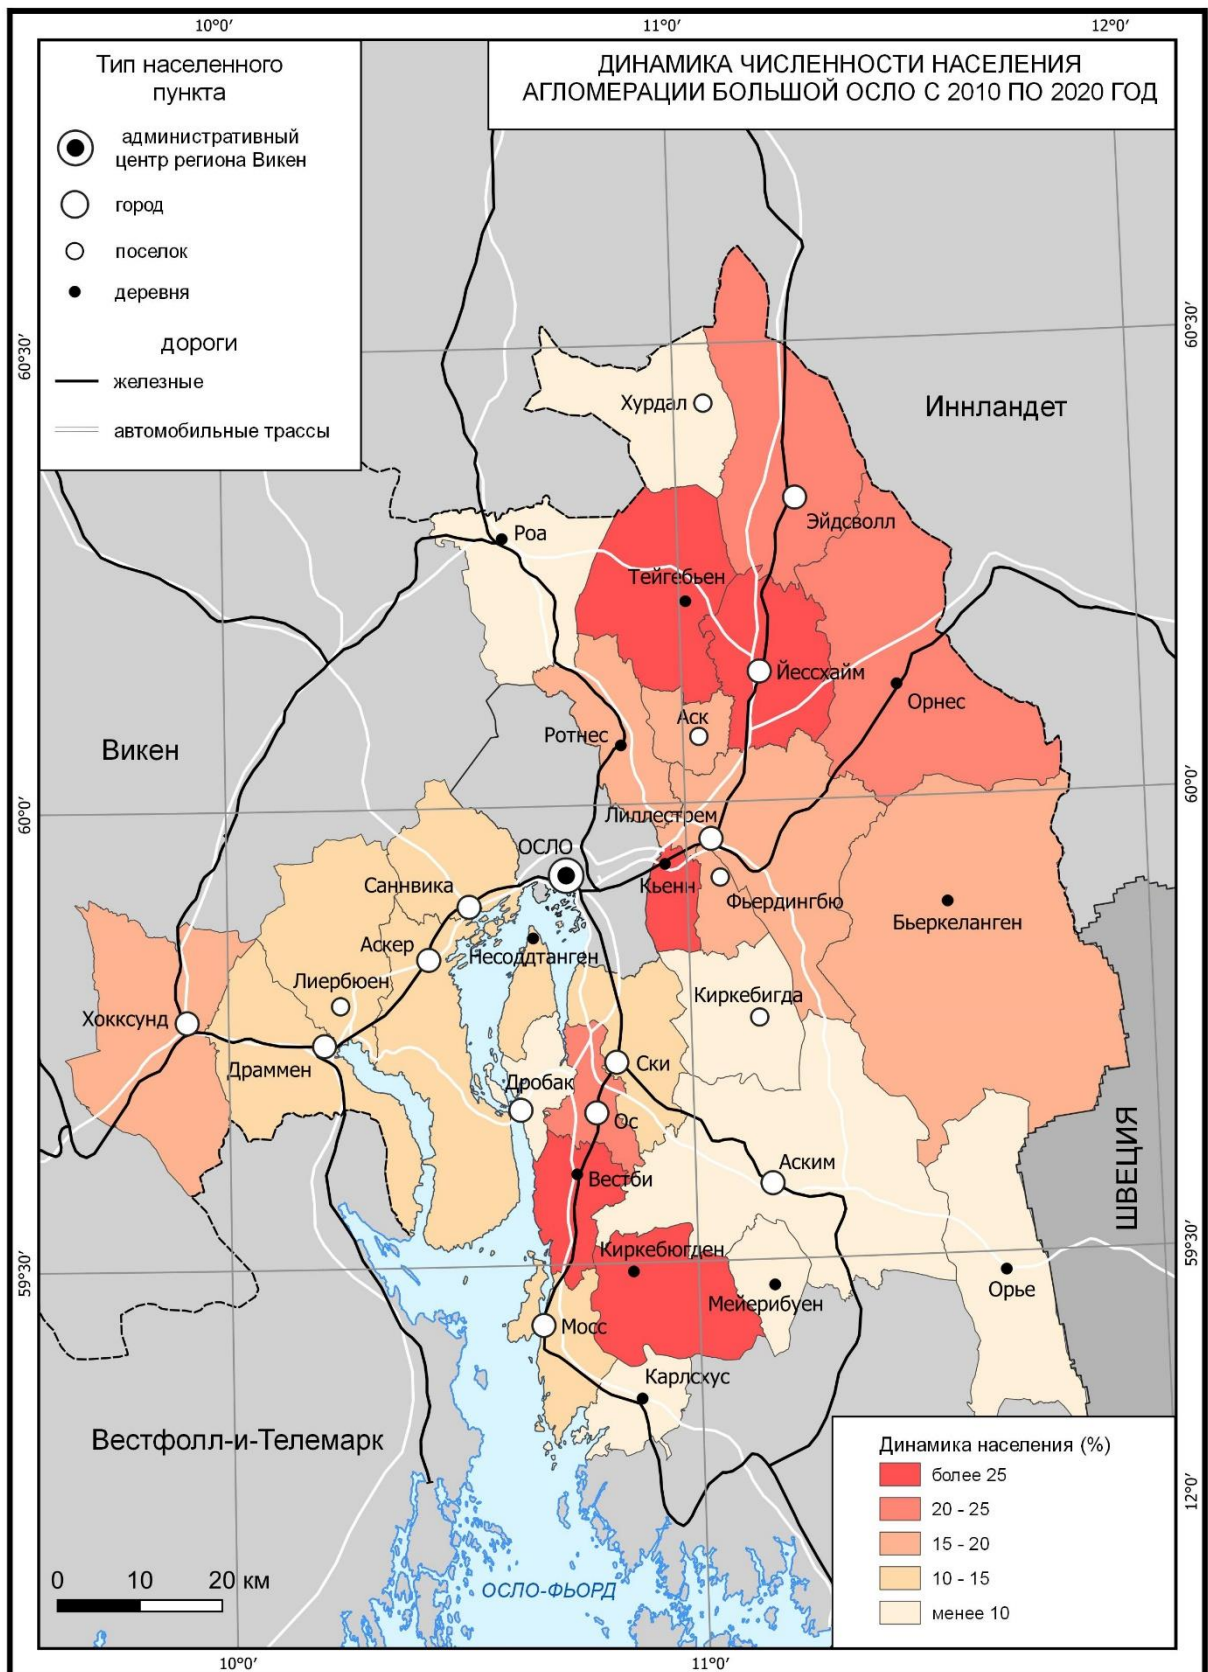 10°0'
11°0'
12°0'
Тип населенного
пункта
административный
центр региона Викен
город
поселок
деревня
дороги
железные
автомобильные трассы
ДИНАМИКА ЧИСЛЕННОСТИ НАСЕЛЕНИЯ
АГЛОМЕРАЦИИ БОЛЬШОЙ ОСЛО С 2010 ПО 2020 ГОД
60°30'
60°30'
Хурдал
Иннландет
Эйдсволл
Роа
Тейгебьен
Йессхайм
Орнес
Аск
Ротнес
Викен
60°0'
60°0'
Лиллестрем
ОСЛО
Кьенн
Саннвика
Фьердингбю
Бьеркеланген
Аскер
Несоддтанген
Лиербюен
Киркебигда
Хокксунд
Драммен
Ски
Дробак
Ос
Аским
ШВЕЦИЯ
Вестби
59°30'
59°30'
Киркебюгден
Мейерибуен
Орье
Мосс
Карлсхус
Вестфолл-и-Телемарк
Динамика населения (%)
более 25
20 - 25
15 - 20
10 - 15
менее 10
12°0'
0 10 20 км
ОСЛО-ФЬОРД
10°0'
11°0'